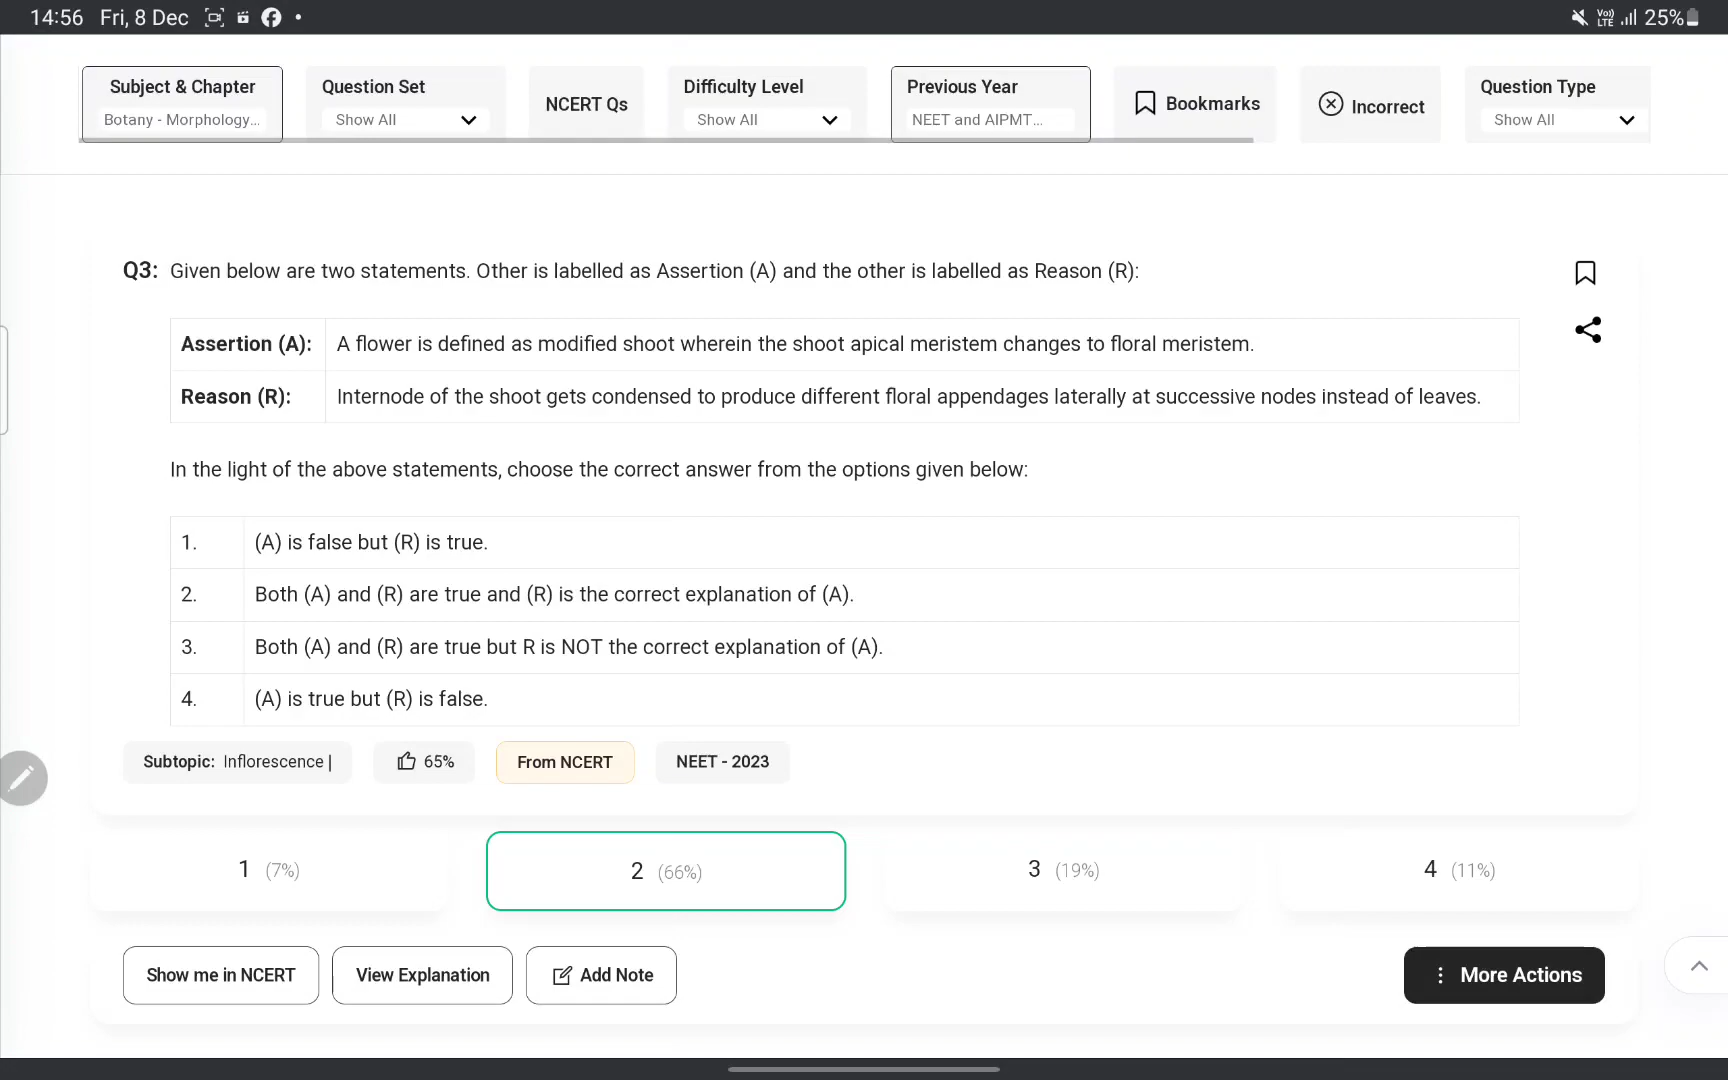 14:56 Fri, 8 Dec
Vo)) LTE 25%
Subject & Chapter
Botany - Morphology...
Question Set
Show All
NCERT Qs
Difficulty Level
Show All
Previous Year
NEET and AIPMT...
Bookmarks
Incorrect
Question Type
Show All
Q3: Given below are two statements. Other is labelled as Assertion (A) and the other is labelled as Reason (R):
Assertion (A): A flower is defined as modified shoot wherein the shoot apical meristem changes to floral meristem.
Reason (R): Internode of the shoot gets condensed to produce different floral appendages laterally at successive nodes instead of leaves.
In the light of the above statements, choose the correct answer from the options given below:
1. (A) is false but (R) is true.
2. Both (A) and (R) are true and (R) is the correct explanation of (A).
3. Both (A) and (R) are true but R is NOT the correct explanation of (A).
4. (A) is true but (R) is false.
Subtopic: Inflorescence | 65% From NCERT NEET - 2023
1 (7%) 2 (66%) 3 (19%) 4 (11%)
Show me in NCERT View Explanation Add Note More Actions